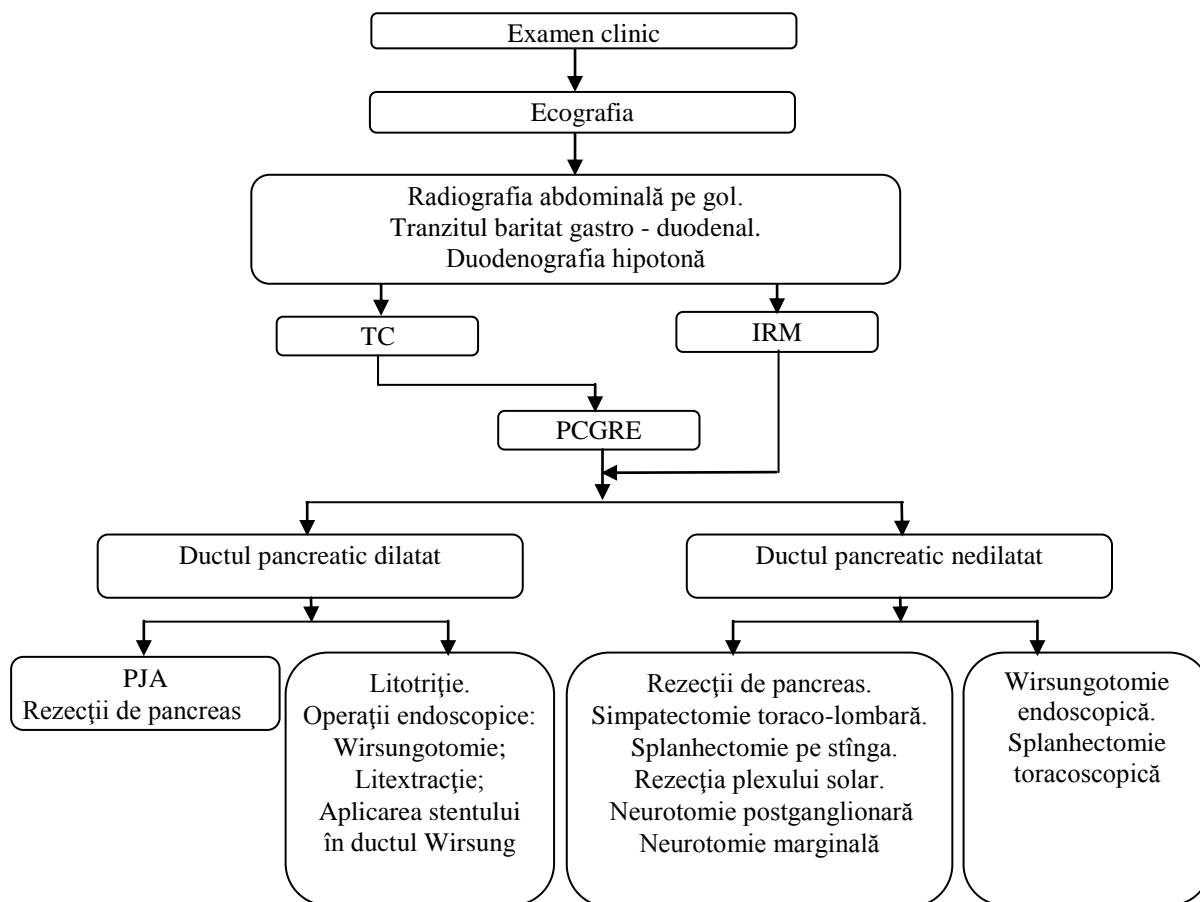 Examen clinic
Ecografia
Radiografia abdominală pe gol.
Tranzitul baritat gastro - duodenal.
Duodenografia hipotonă
TC
IRM
PCGRE
Ductul pancreatic dilatat
Ductul pancreatic nedilatat
PJA
Rezecţii de pancreas
Litotriţie.
Operaţii endoscopice:
Wirsungotomie;
Litextracţie;
Aplicarea stentului
în ductul Wirsung
Rezecţii de pancreas.
Simpatectomie toraco-lombară.
Splanhectomie pe stînga.
Rezecţia plexului solar.
Neurotomie postganglionară
Neurotomie marginală
Wirsungotomie
endoscopică.
Splanhectomie
toracoscopică